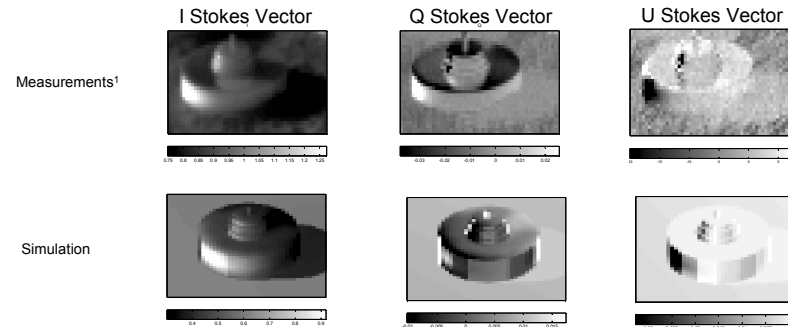 I Stokes Vector
Q Stokes Vector
U Stokes Vector
Measurements¹
0.75 0.8 0.85 0.9 0.95 1 1.05 1.1 1.15 1.2 1.25
-0.03 -0.02 -0.01 0 0.01 0.02
Simulation
0.4 0.5 0.6 0.7 0.8 0.9
-0.01 -0.005 0 0.005 0.01 0.015